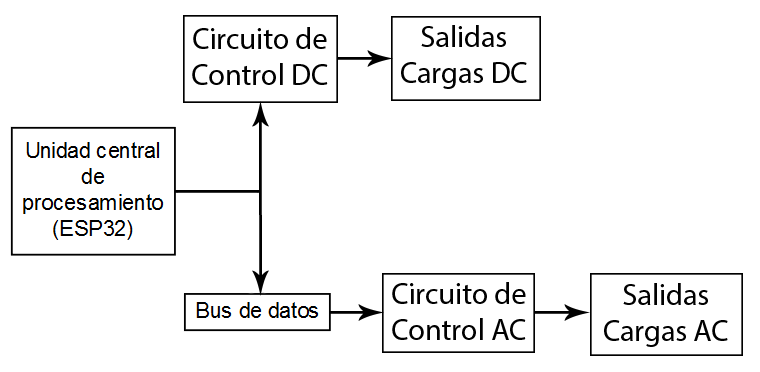 Circuito de
Control DC
Salidas
Cargas DC
Unidad central
de
procesamiento
(ESP32)
Bus de datos
Circuito de
Control AC
Salidas
Cargas AC